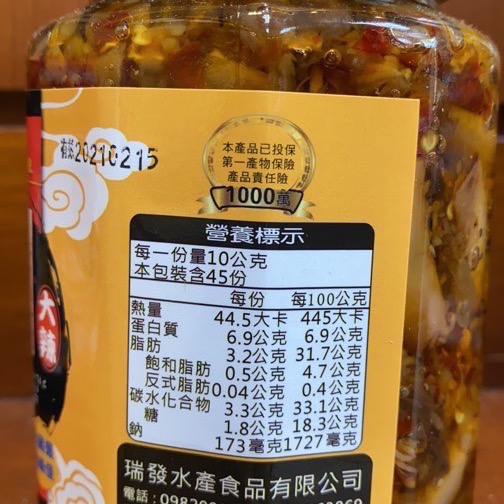 有效20210215
本產品已投保
第一產物保險
產品責任險
1000萬
營養標示
每一份量10公克
本包裝含45份
每份 每100公克
熱量 44.5大卡 445大卡
蛋白質 6.9公克 6.9公克
脂肪 3.2公克 31.7公克
飽和脂肪 0.5公克 4.7公克
反式脂肪 0.04公克 0.4公克
碳水化合物 3.3公克 33.1公克
糖 1.8公克 18.3公克
鈉 173毫克 1727毫克
大辣
瑞發水產食品有限公司